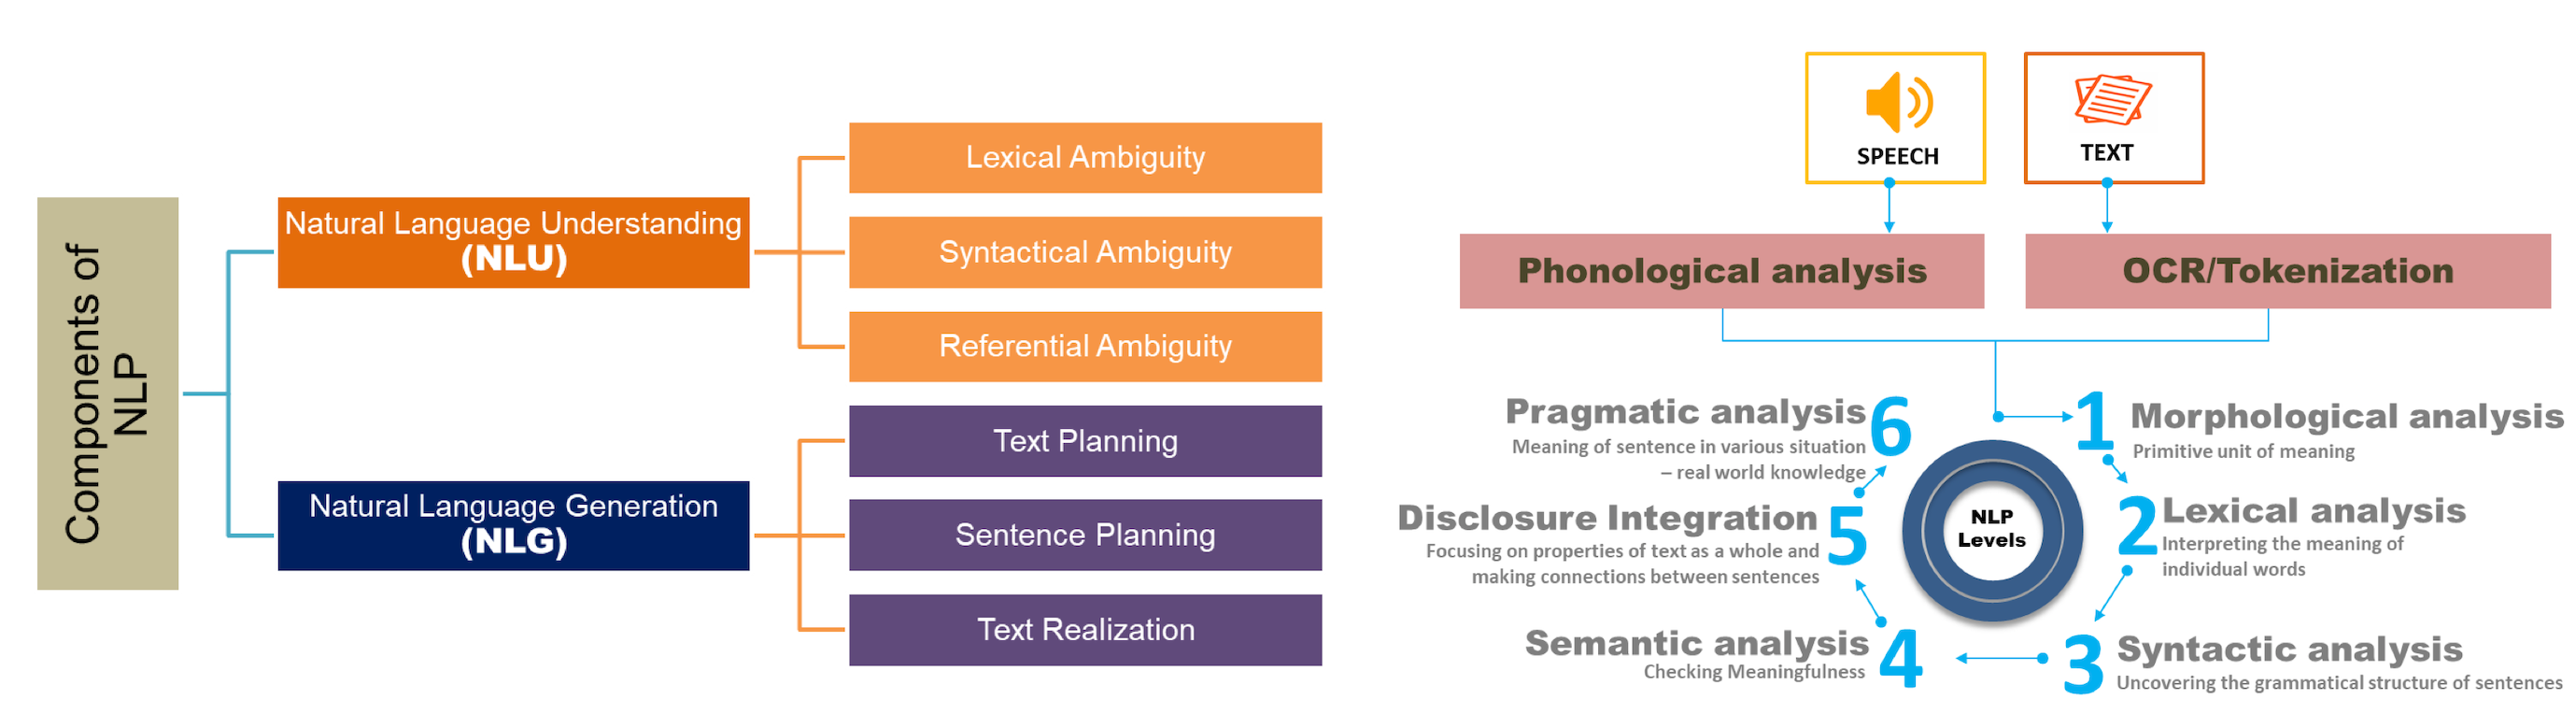 Components of
NLP
Natural Language Understanding
(NLU)
Natural Language Generation
(NLG)
Lexical Ambiguity
Syntactical Ambiguity
Referential Ambiguity
Text Planning
Sentence Planning
Text Realization
SPEECH
TEXT
Phonological analysis
OCR/Tokenization
NLP
Levels
1
Morphological analysis
Primitive unit of meaning
2
Lexical analysis
Interpreting the meaning of
individual words
3
Syntactic analysis
Uncovering the grammatical structure of sentences
4
Semantic analysis
Checking Meaningfulness
5
Disclosure Integration
Focusing on properties of text as a whole and
making connections between sentences
6
Pragmatic analysis
Meaning of sentence in various situation
– real world knowledge